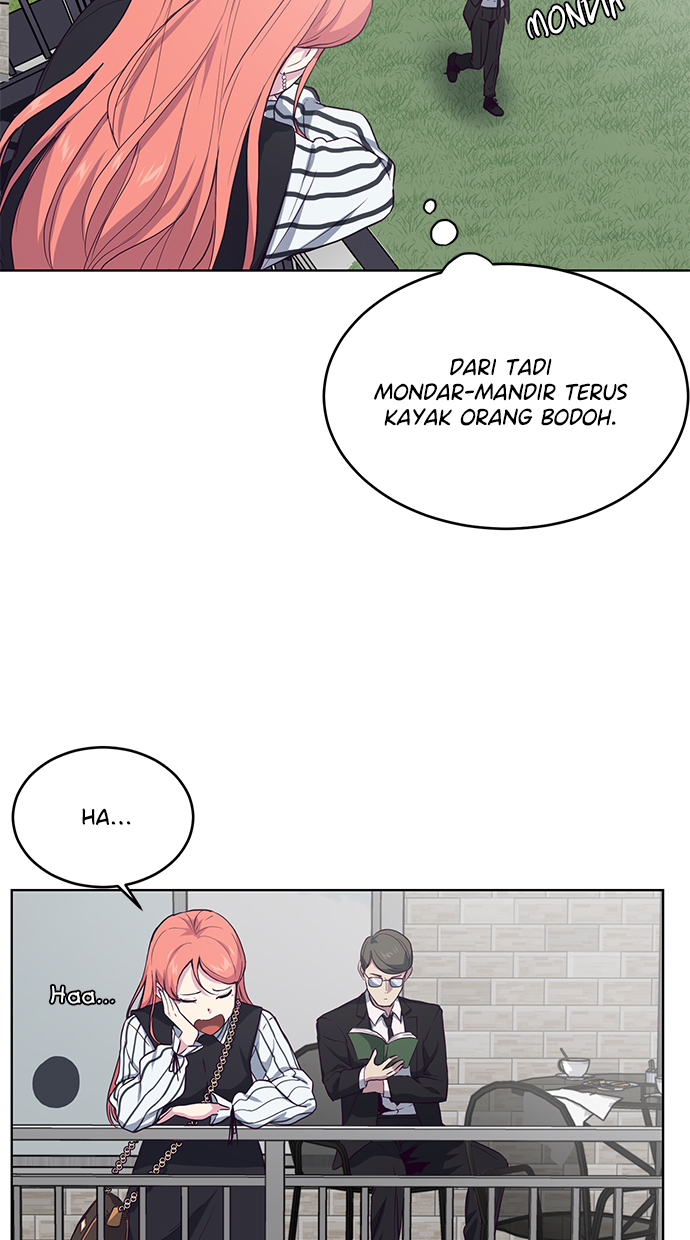 MONDIR
DARI TADI
MONDAR-MANDIR TERUS
KAYAK ORANG BODOH.
HA...
Haa...